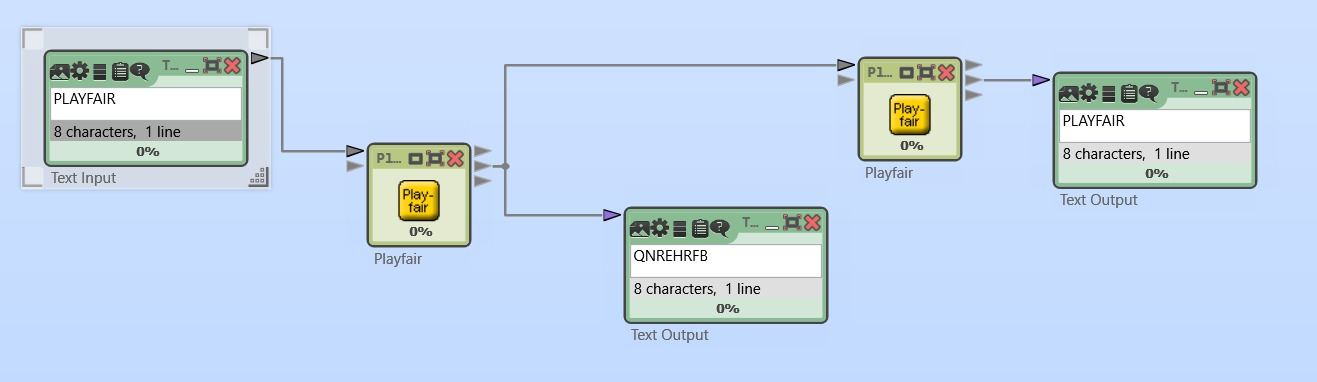 T...
PLAYFAIR
8 characters, 1 line
0%
Text Input
P1...
Play-
fair
0%
Playfair
T...
QNREHRFB
8 characters, 1 line
0%
Text Output
P1...
Play-
fair
0%
Playfair
T...
PLAYFAIR
8 characters, 1 line
0%
Text Output